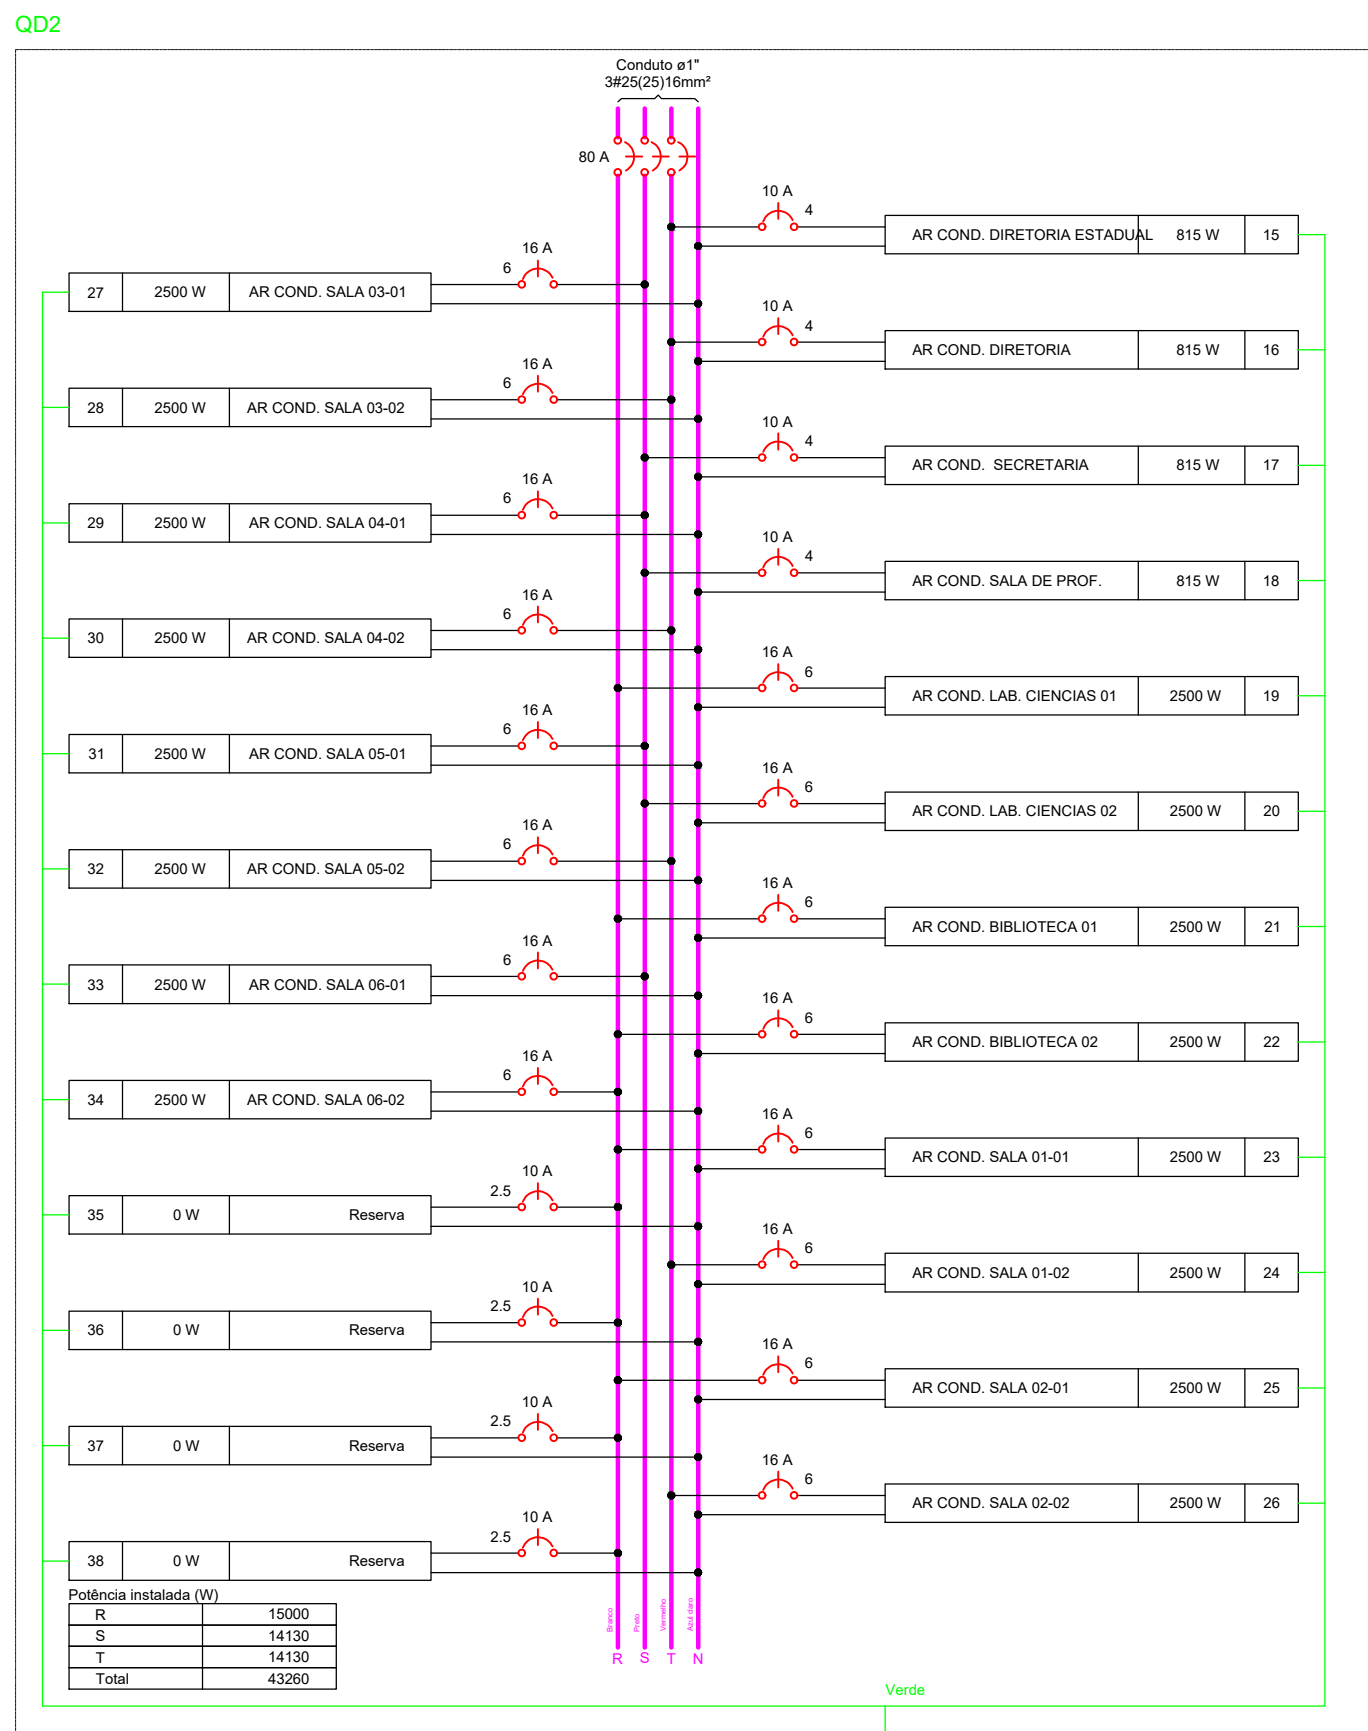 QD2
Conduto ø1"
3#25(25)16mm²
80 A
10 A
4
AR COND. DIRETORIA ESTADUAL 815 W 15
16 A
6
27 2500 W AR COND. SALA 03-01
10 A
4
AR COND. DIRETORIA 815 W 16
16 A
6
28 2500 W AR COND. SALA 03-02
10 A
4
AR COND. SECRETARIA 815 W 17
16 A
6
29 2500 W AR COND. SALA 04-01
10 A
4
AR COND. SALA DE PROF. 815 W 18
16 A
6
30 2500 W AR COND. SALA 04-02
16 A
6
AR COND. LAB. CIENCIAS 01 2500 W 19
16 A
6
31 2500 W AR COND. SALA 05-01
16 A
6
AR COND. LAB. CIENCIAS 02 2500 W 20
16 A
6
32 2500 W AR COND. SALA 05-02
16 A
6
AR COND. BIBLIOTECA 01 2500 W 21
16 A
6
33 2500 W AR COND. SALA 06-01
16 A
6
AR COND. BIBLIOTECA 02 2500 W 22
16 A
6
34 2500 W AR COND. SALA 06-02
16 A
6
AR COND. SALA 01-01 2500 W 23
10 A
2.5
35 0 W Reserva
16 A
6
AR COND. SALA 01-02 2500 W 24
10 A
2.5
36 0 W Reserva
16 A
6
AR COND. SALA 02-01 2500 W 25
10 A
2.5
37 0 W Reserva
16 A
6
AR COND. SALA 02-02 2500 W 26
10 A
2.5
38 0 W Reserva
Potência instalada (W)
R 15000
S 14130
T 14130
Total 43260
Branco
Preto
Vermelho
Azul claro
R S T N
Verde